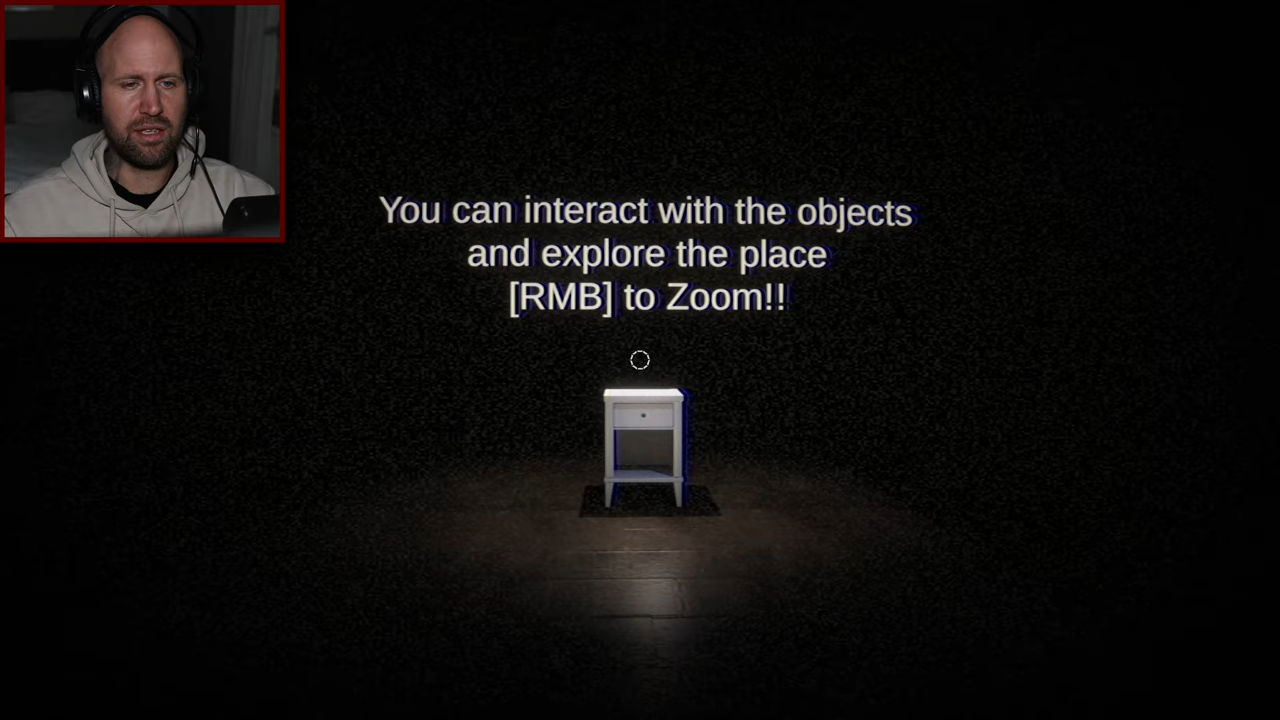 You can interact with the objects
and explore the place
[RMB] to Zoom!!